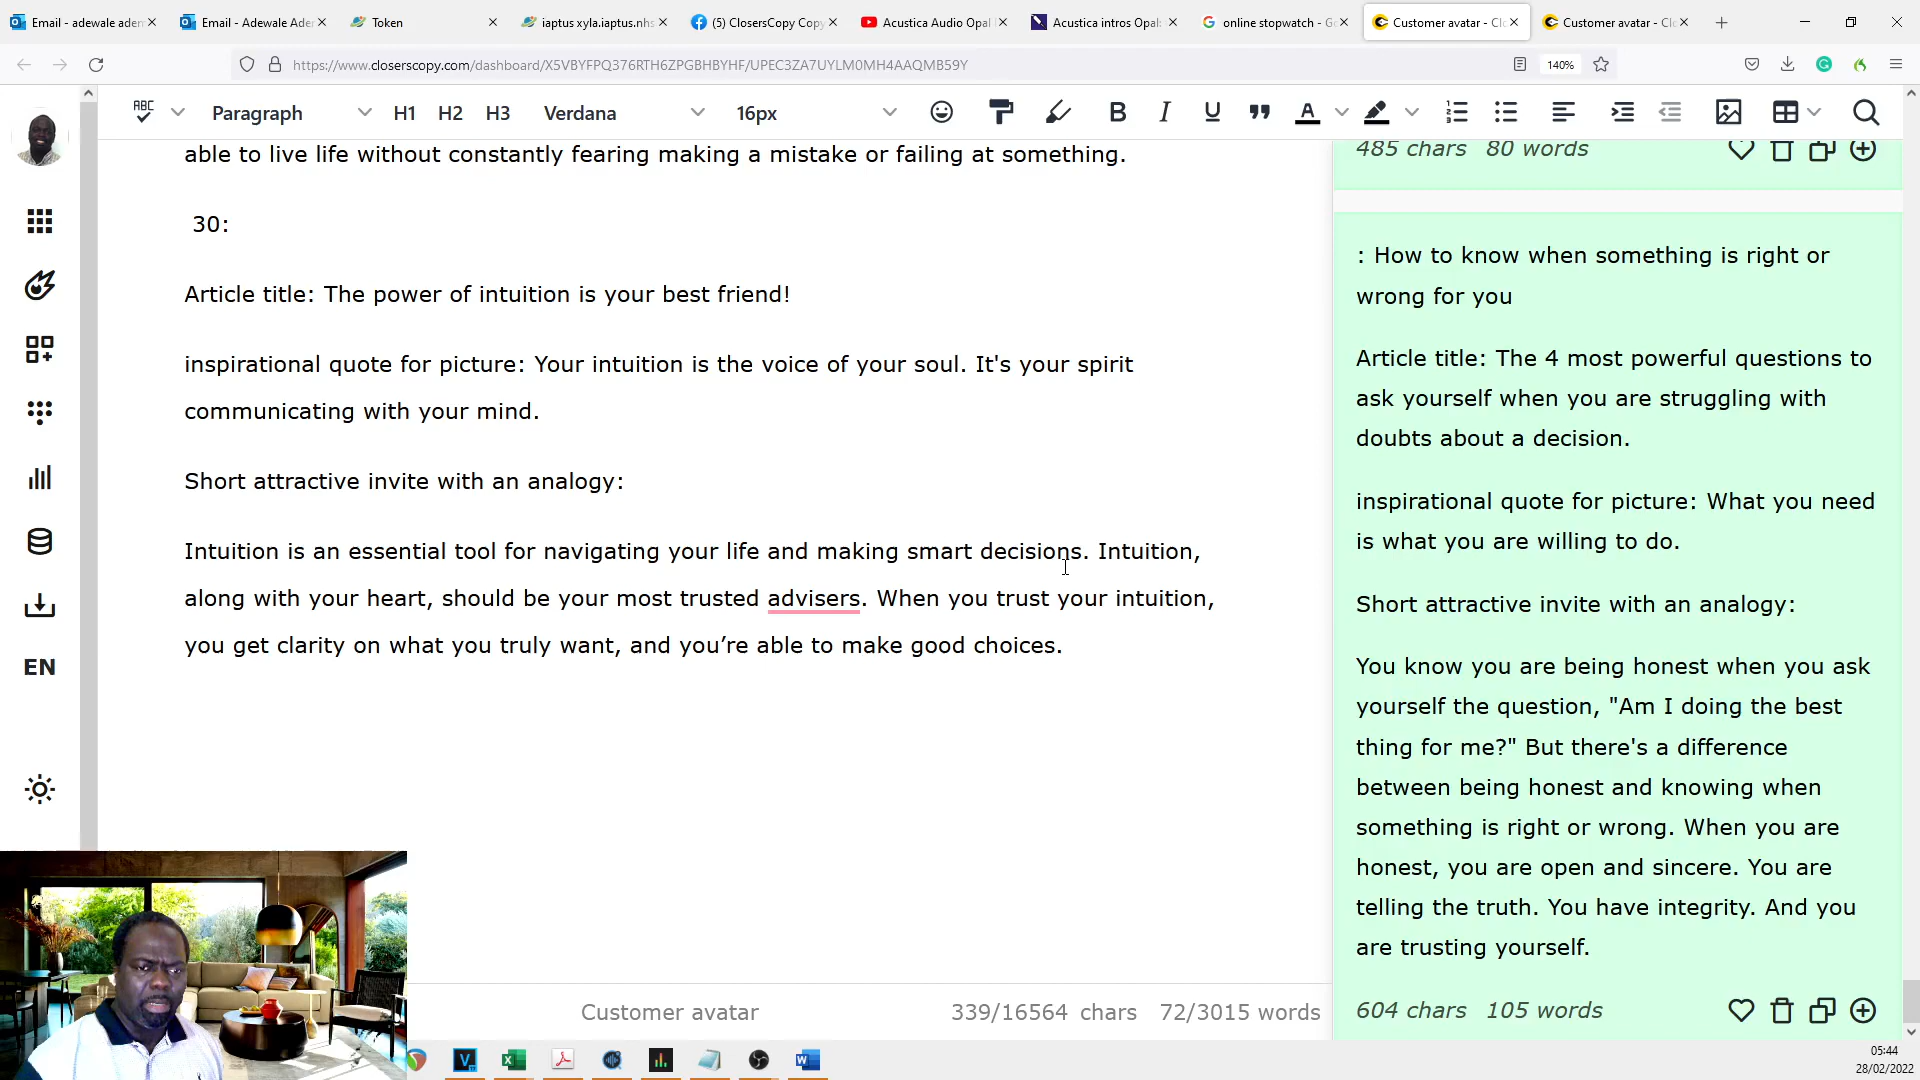 Email - adewale aden
Email - Adewale Ader
Token
iaptus xyla.iaptus.nhs
(5) ClosersCopy Copy
Acustica Audio Opal
Acustica intros Opal:
online stopwatch - Go
Customer avatar - Clo
Customer avatar - Clo
https://www.closerscopy.com/dashboard/X5VBYFPQ376RTH6ZPGBHBYHF/UPEC3ZA7UYLM0MH4AAQMB59Y
140%
ABC
Paragraph
H1
H2
H3
Verdana
16px
B
I
U
A
able to live life without constantly fearing making a mistake or failing at something.
30:
Article title: The power of intuition is your best friend!
inspirational quote for picture: Your intuition is the voice of your soul. It's your spirit
communicating with your mind.
Short attractive invite with an analogy:
Intuition is an essential tool for navigating your life and making smart decisions. Intuition,
along with your heart, should be your most trusted advisers. When you trust your intuition,
you get clarity on what you truly want, and you’re able to make good choices.
EN
Customer avatar
339/16564 chars
72/3015 words
485 chars
80 words
: How to know when something is right or
wrong for you
Article title: The 4 most powerful questions to
ask yourself when you are struggling with
doubts about a decision.
inspirational quote for picture: What you need
is what you are willing to do.
Short attractive invite with an analogy:
You know you are being honest when you ask
yourself the question, "Am I doing the best
thing for me?" But there's a difference
between being honest and knowing when
something is right or wrong. When you are
honest, you are open and sincere. You are
telling the truth. You have integrity. And you
are trusting yourself.
604 chars
105 words
05:44
28/02/2022